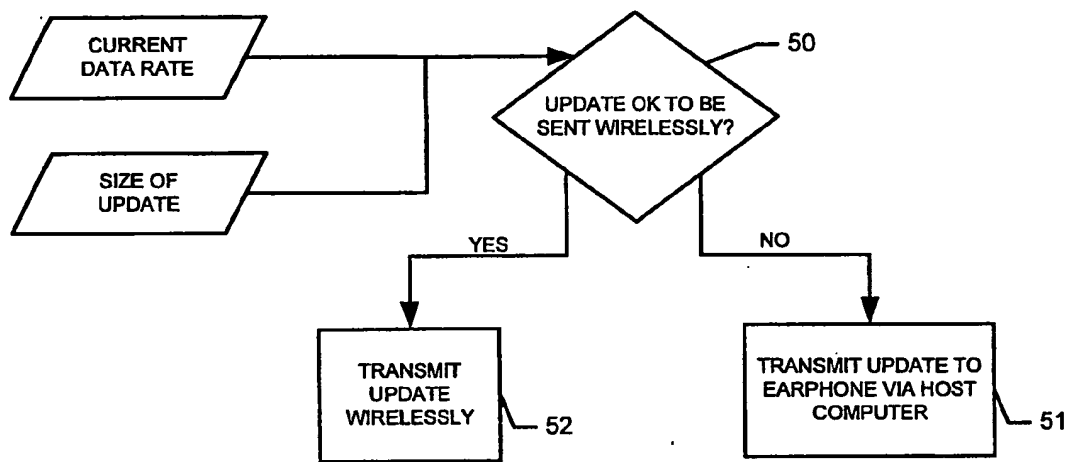 CURRENT
DATA RATE
50
UPDATE OK TO BE
SENT WIRELESSLY?
SIZE OF
UPDATE
YES
NO
TRANSMIT
UPDATE
WIRELESSLY
52
TRANSMIT UPDATE TO
EARPHONE VIA HOST
COMPUTER
51